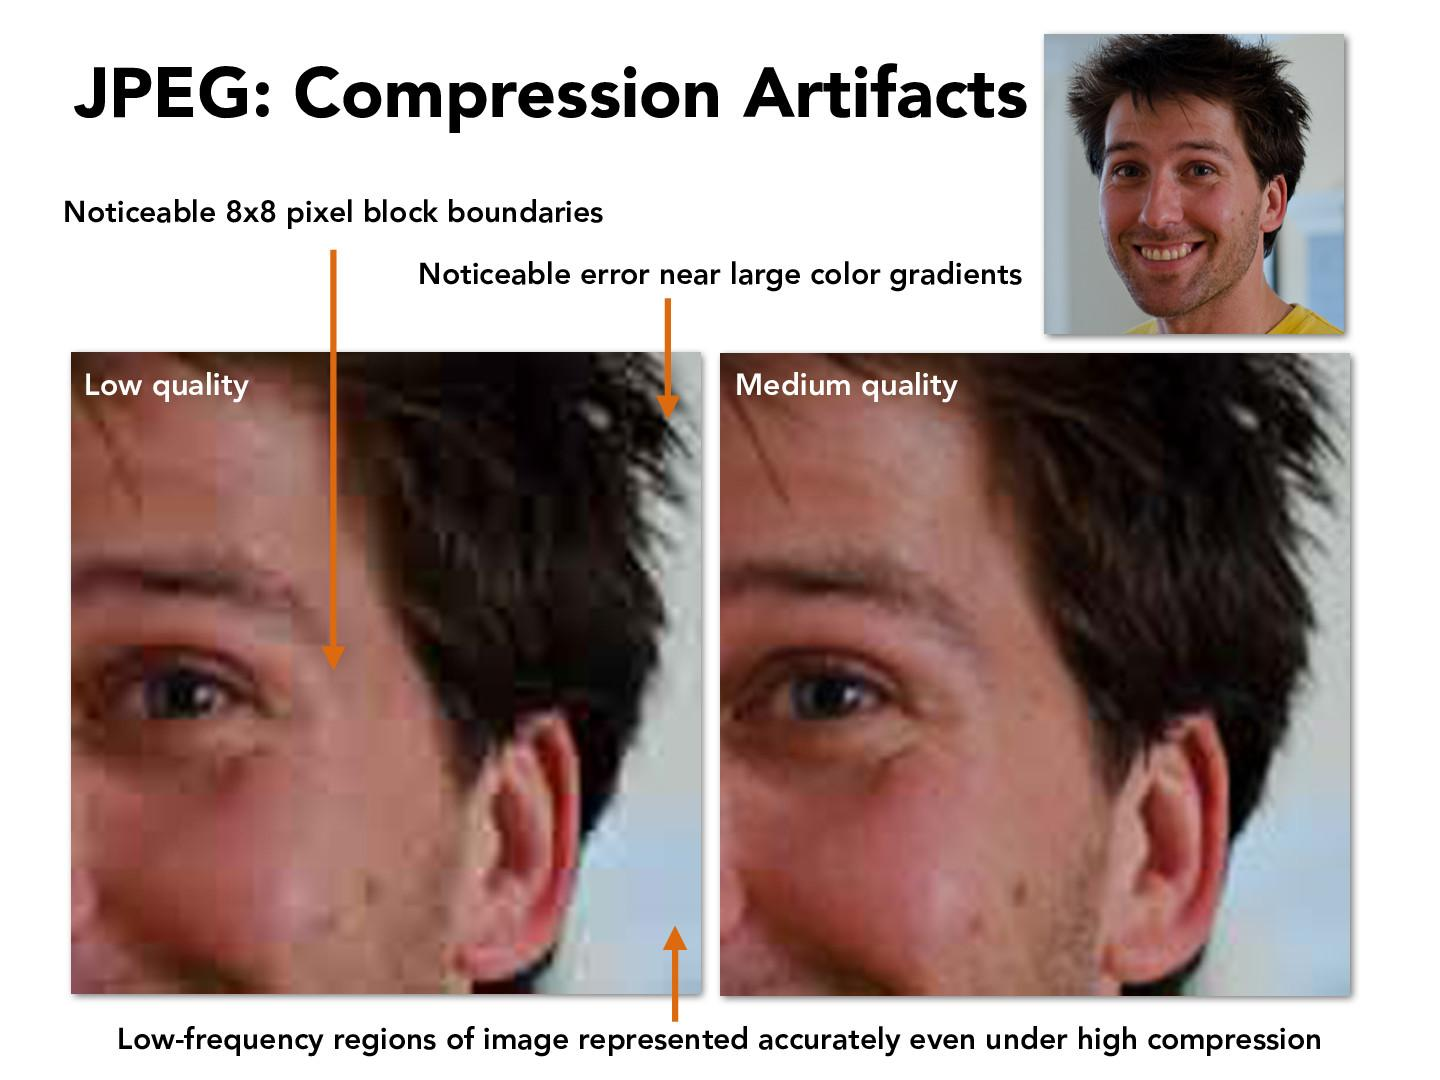 JPEG: Compression Artifacts
Noticeable 8x8 pixel block boundaries
Noticeable error near large color gradients
Low quality
Medium quality
Low-frequency regions of image represented accurately even under high compression